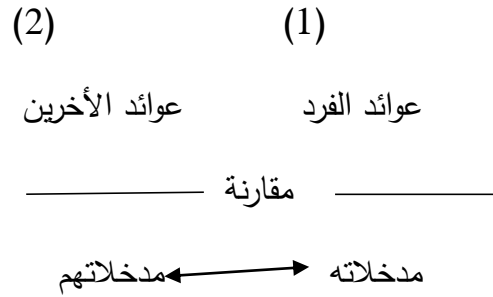 (1) (2)
عوائد الفرد عوائد الأخرين
مقارنة
مدخلاته مدخلاتهم